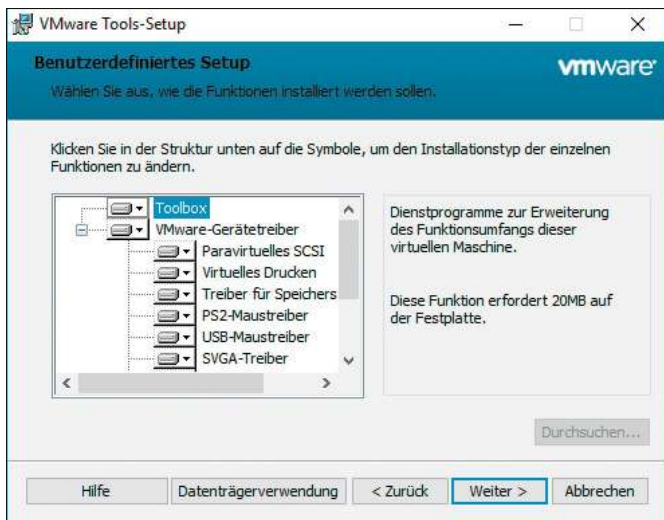 VMware Tools-Setup
Benutzerdefiniertes Setup
Wählen Sie aus, wie die Funktionen installiert werden sollen.
vmware
Klicken Sie in der Struktur unten auf die Symbole, um den Installationstyp der einzelnen
Funktionen zu ändern.
Toolbox
VMware-Gerätetreiber
Paravirtuelles SCSI
Virtuelles Drucken
Treiber für Speichers
PS2-Maustreiber
USB-Maustreiber
SVGA-Treiber
Dienstprogramme zur Erweiterung
des Funktionsumfangs dieser
virtuellen Maschine.
Diese Funktion erfordert 20MB auf
der Festplatte.
Durchsuchen...
Hilfe
Datenträgerverwendung
< Zurück
Weiter >
Abbrechen